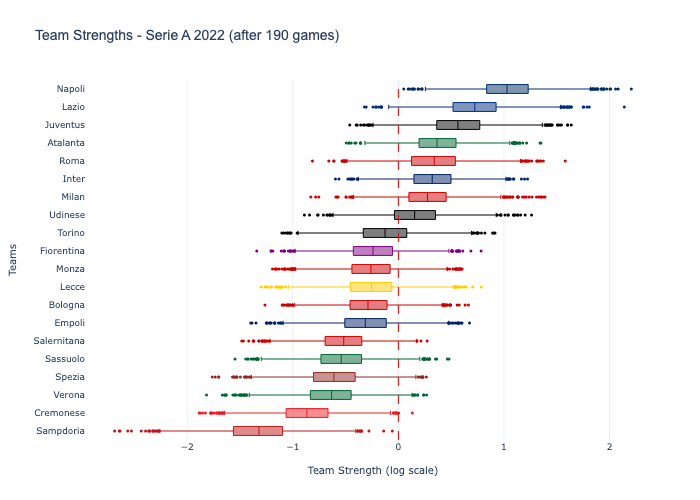 Team Strengths - Serie A 2022 (after 190 games)
Napoli
Lazio
Juventus
Atalanta
Roma
Inter
Milan
Udinese
Torino
Fiorentina
Monza
Lecce
Bologna
Empoli
Salernitana
Sassuolo
Spezia
Verona
Cremonese
Sampdoria
Teams
−2 −1 0 1 2
Team Strength (log scale)